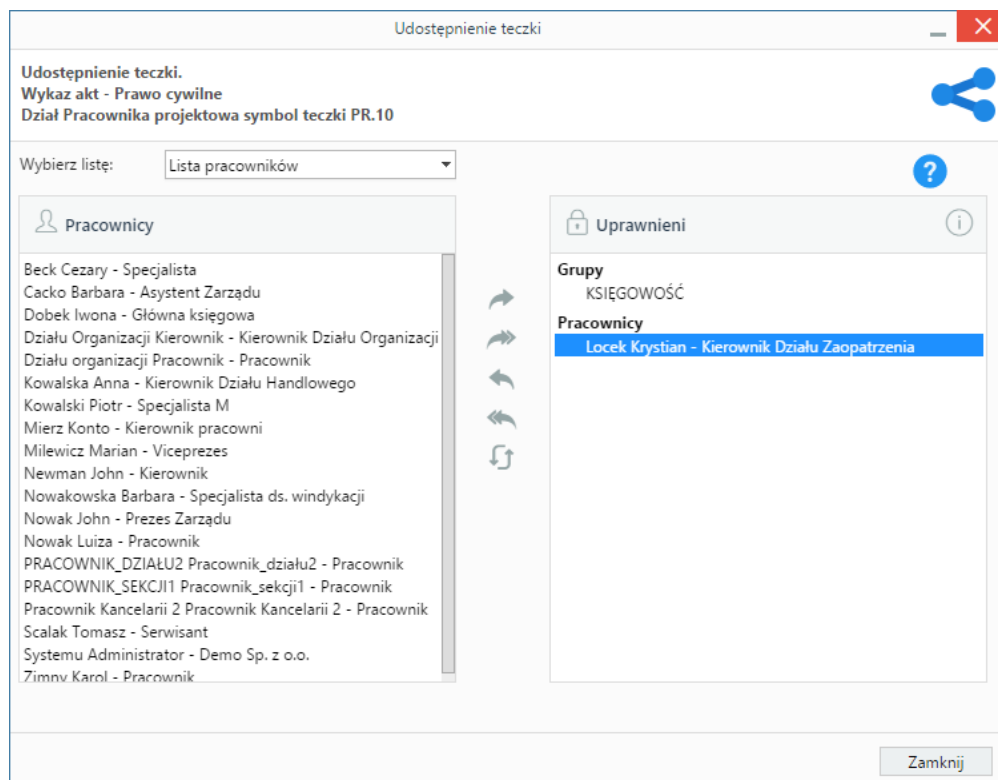 Udostępnienie teczki
Udostępnienie teczki.
Wykaz akt - Prawo cywilne
Dział Pracownika projektowa symbol teczki PR.10
Wybierz listę: Lista pracowników
?
Pracownicy
Beck Cezary - Specjalista
Cacko Barbara - Asystent Zarządu
Dobek Iwona - Główna księgowa
Działu Organizacji Kierownik - Kierownik Działu Organizacji
Działu organizacji Pracownik - Pracownik
Kowalska Anna - Kierownik Działu Handlowego
Kowalski Piotr - Specjalista M
Mierz Konto - Kierownik pracowni
Milewicz Marian - Viceprezes
Newman John - Kierownik
Nowakowska Barbara - Specjalista ds. windykacji
Nowak John - Prezes Zarządu
Nowak Luiza - Pracownik
PRACOWNIK_DZIAŁU2 Pracownik_działu2 - Pracownik
PRACOWNIK_SEKCJI1 Pracownik_sekcji1 - Pracownik
Pracownik Kancelarii 2 Pracownik Kancelarii 2 - Pracownik
Scalak Tomasz - Serwisant
Systemu Administrator - Demo Sp. z o.o.
Zimny Karol - Pracownik
Uprawnieni
Grupy
KSIĘGOWOŚĆ
Pracownicy
Locek Krystian - Kierownik Działu Zaopatrzenia
Zamknij